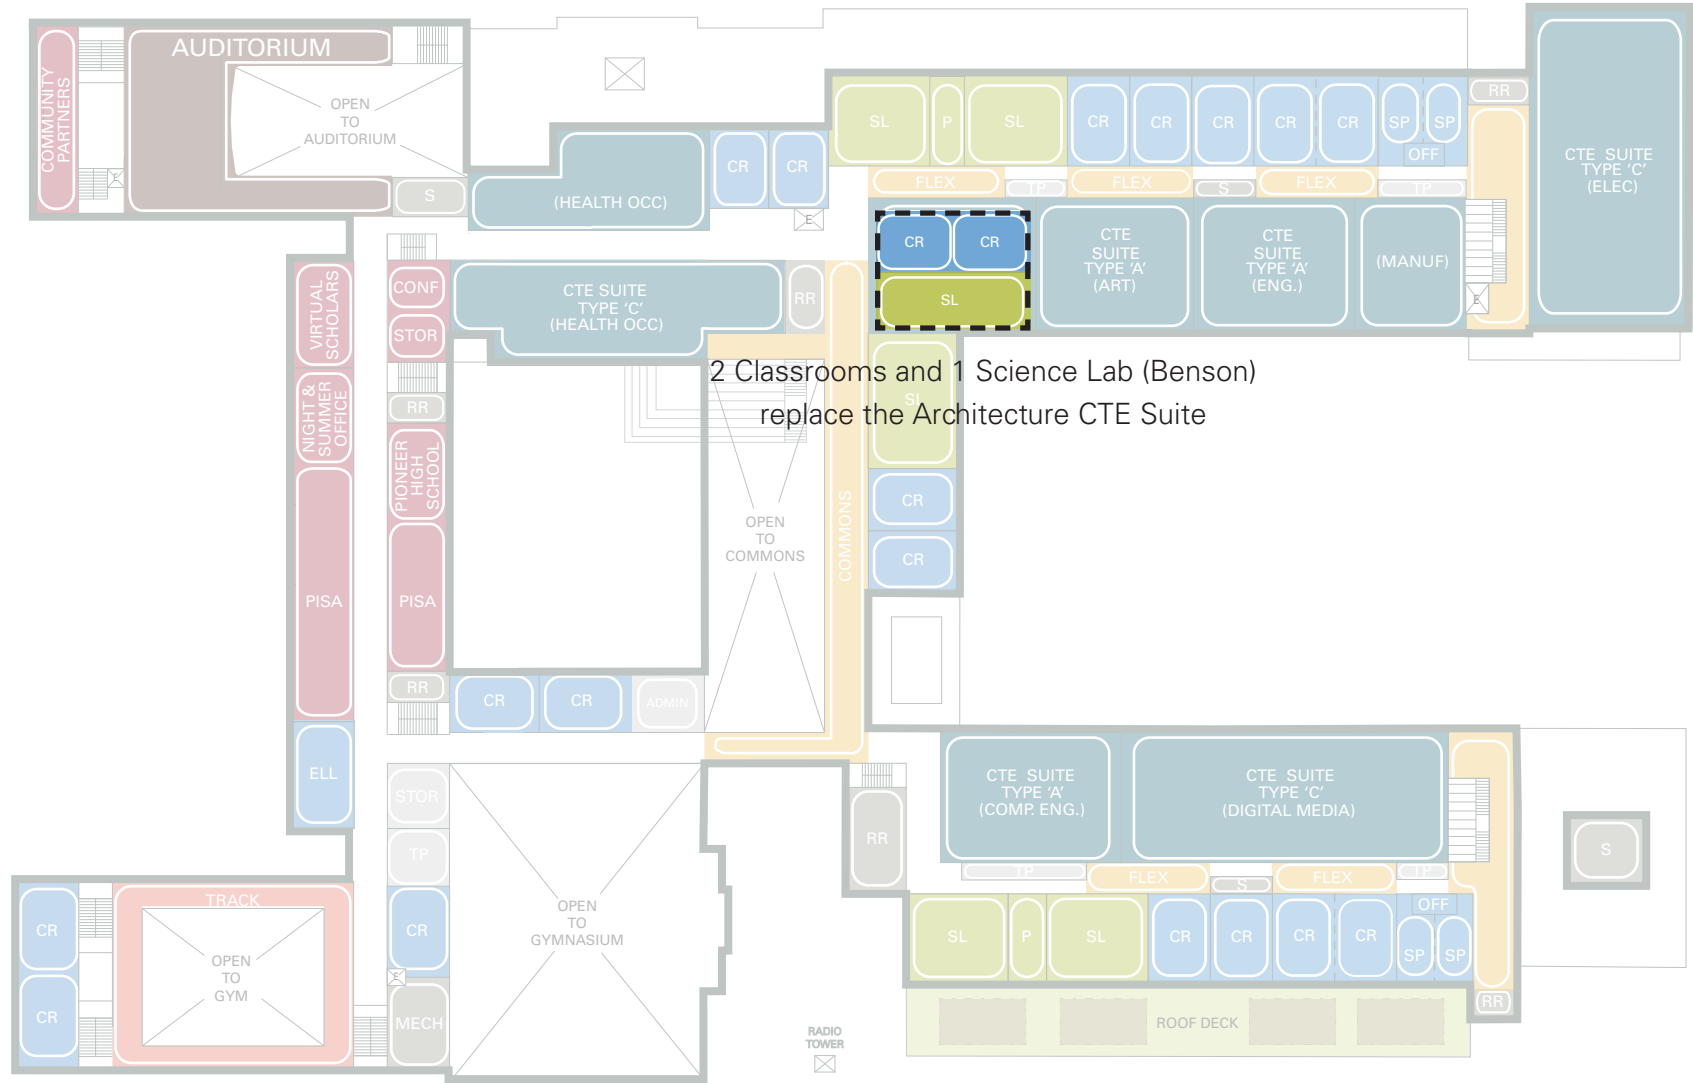 AUDITORIUM
COMMUNITY
PARTNERS
OPEN
TO
AUDITORIUM
E
S
(HEALTH OCC)
CR
CR
E
SL
P
SL
CR
CR
CR
CR
CR
SP
SP
OFF
RR
FLEX
TP
FLEX
S
FLEX
TP
CTE SUITE
TYPE 'C'
(ELEC)
CR
CR
SL
CTE
SUITE
TYPE 'A'
(ART)
CTE
SUITE
TYPE 'A'
(ENG.)
(MANUF)
E
VIRTUAL
SCHOLARS
CONF
STOR
CTE SUITE
TYPE 'C'
(HEALTH OCC)
RR
2 Classrooms and 1 Science Lab (Benson)
replace the Architecture CTE Suite
SL
NIGHT &
SUMMER
OFFICE
RR
PIONEER
HIGH
SCHOOL
PISA
PISA
RR
COMMONS
OPEN
TO
COMMONS
CR
CR
CR
CR
ADMIN
ELL
STOR
TP
CR
E
MECH
OPEN
TO
GYMNASIUM
RR
CTE SUITE
TYPE 'A'
(COMP. ENG.)
CTE SUITE
TYPE 'C'
(DIGITAL MEDIA)
TP
FLEX
S
FLEX
TP
SL
P
SL
CR
CR
CR
CR
OFF
SP
SP
RR
S
CR
CR
TRACK
OPEN
TO
GYM
ROOF DECK
RADIO
TOWER